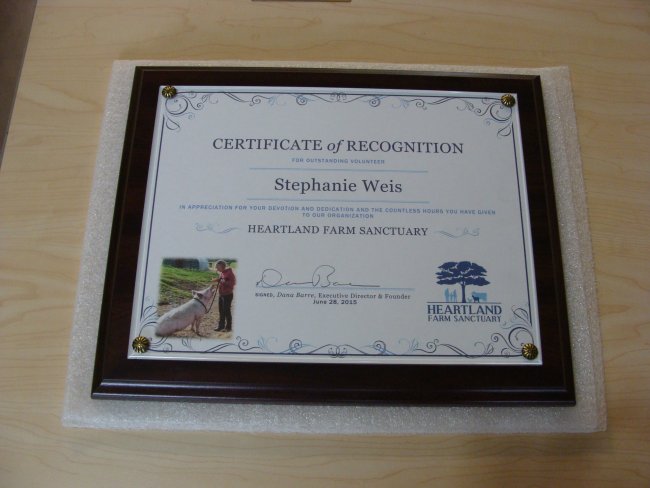 CERTIFICATE of RECOGNITION
FOR OUTSTANDING VOLUNTEER
Stephanie Weis
IN APPRECIATION FOR YOUR DEVOTION AND DEDICATION AND THE COUNTLESS HOURS YOU HAVE GIVEN
TO OUR ORGANIZATION
HEARTLAND FARM SANCTUARY
SIGNED, Dana Barre, Executive Director & Founder
June 28, 2015
HEARTLAND
FARM SANCTUARY